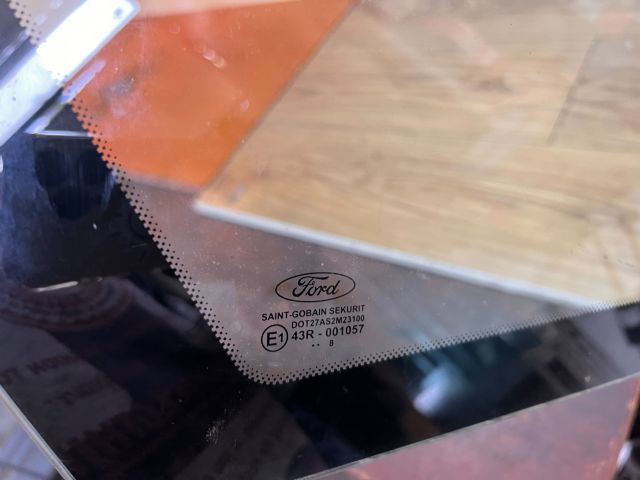 Ford
SAINT-GOBAIN SEKURIT
DOT27AS2M23100
E1 43R - 001057
.. 8